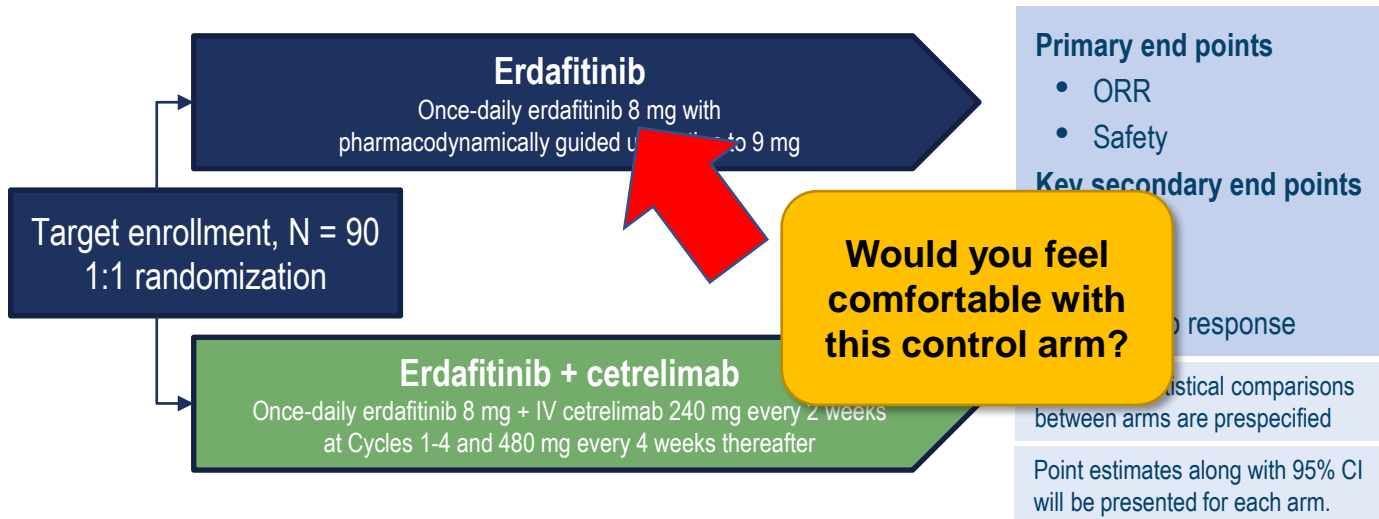 Erdafitinib
Once-daily erdafitinib 8 mg with
pharmacodynamically guided to 9 mg
Target enrollment, N = 90
1:1 randomization
Erdafitinib + cetrelimab
Once-daily erdafitinib 8 mg + IV cetrelimab 240 mg every 2 weeks
at Cycles 1-4 and 480 mg every 4 weeks thereafter
Would you feel
comfortable with
this control arm?
Primary end points
• ORR
• Safety
Key secondary end points
response
comparisons
between arms are prespecified
Point estimates along with 95% CI
will be presented for each arm.